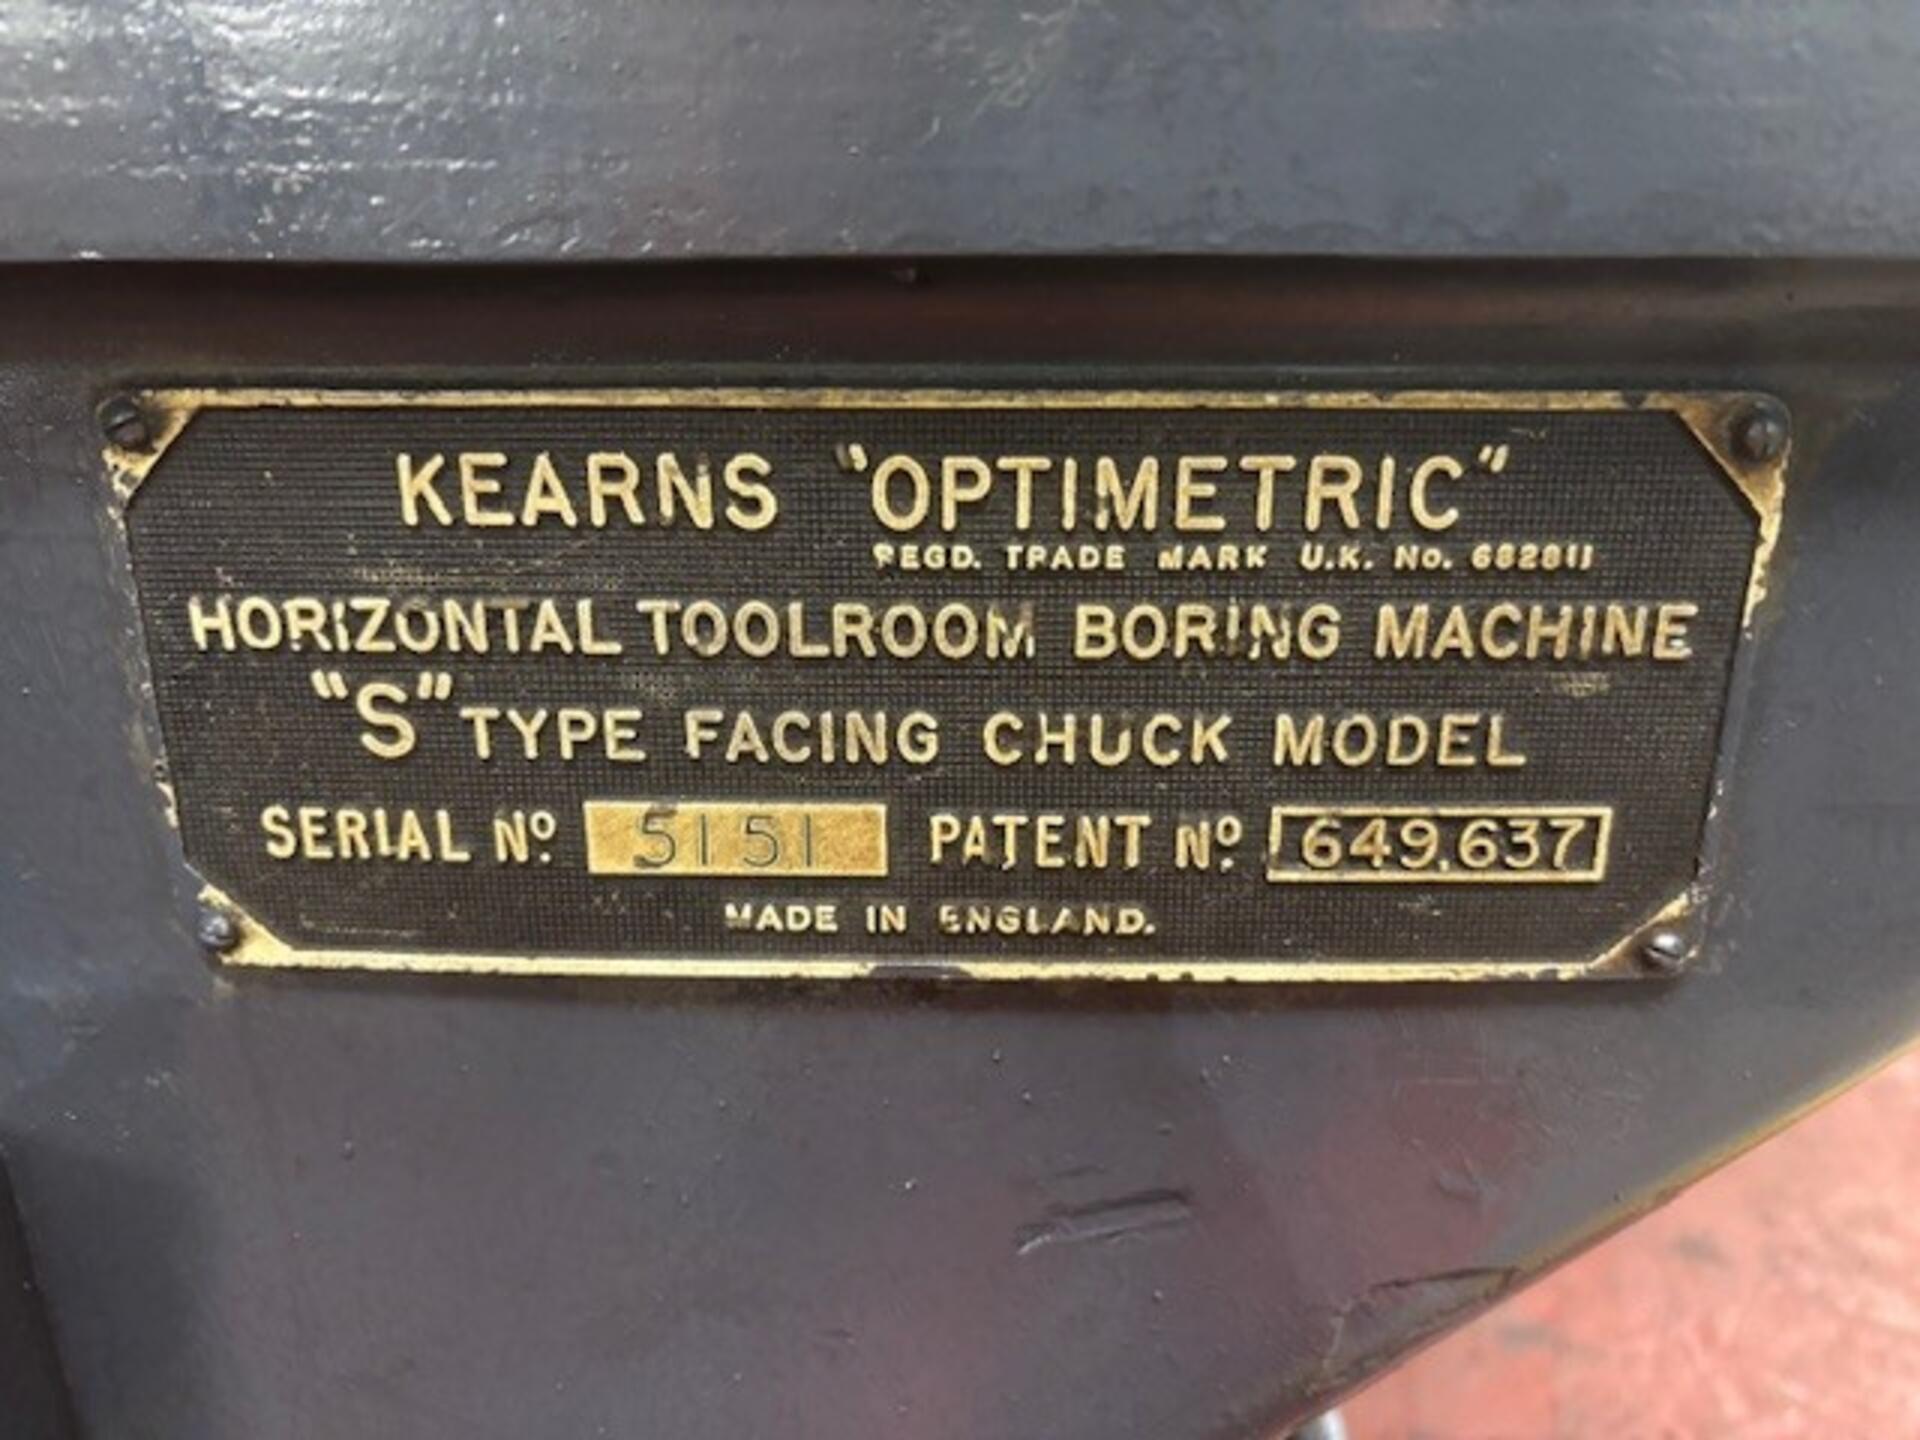 KEARNS "OPTIMETRIC"
REGD. TRADE MARK U.K. No. 682811
HORIZONTAL TOOLROOM BORING MACHINE
"S" TYPE FACING CHUCK MODEL
SERIAL Nº 5151 PATENT Nº 649,637
MADE IN ENGLAND.